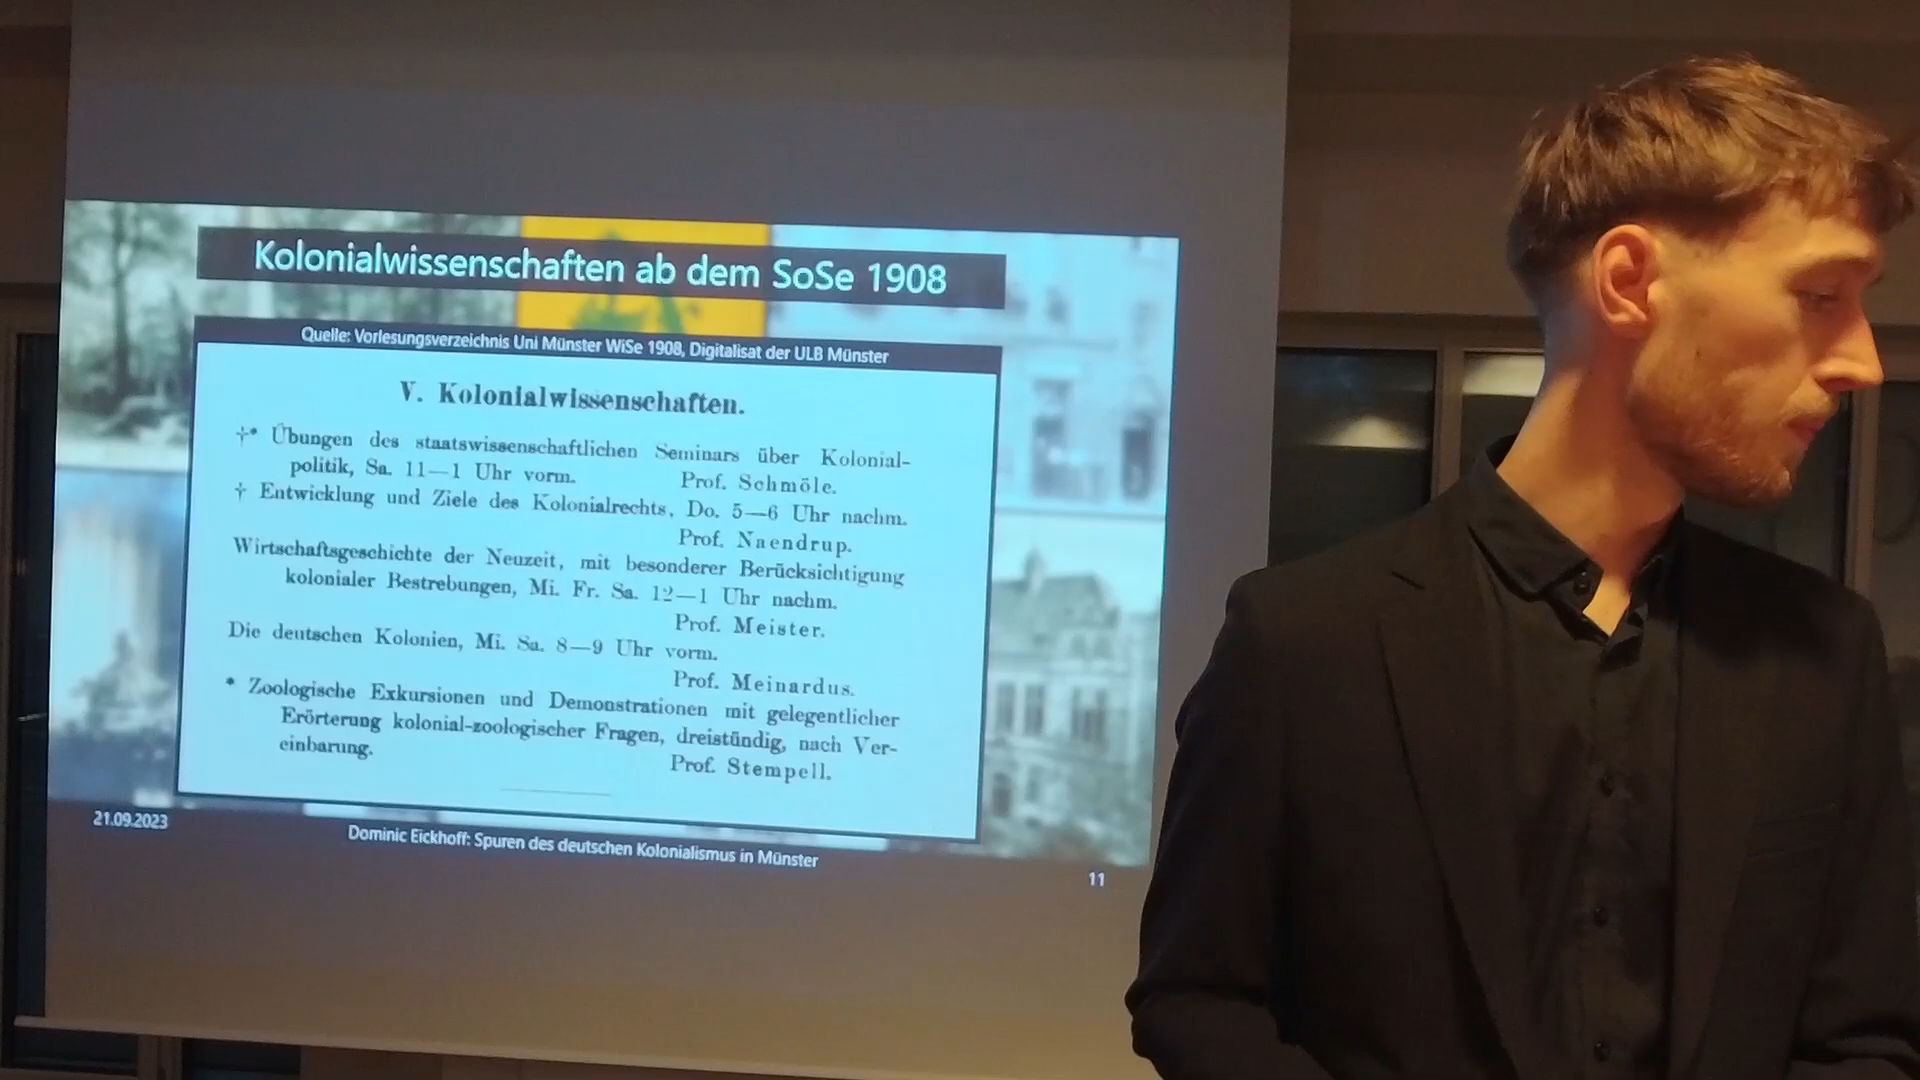 Kolonialwissenschaften ab dem SoSe 1908
Quelle: Vorlesungsverzeichnis Uni Münster WiSe 1908, Digitalisat der ULB Münster
V. Kolonialwissenschaften.
†* Übungen des staatswissenschaftlichen Seminars über Kolonial-
politik, Sa. 11—1 Uhr vorm. Prof. Schmöle.
† Entwicklung und Ziele des Kolonialrechts, Do. 5—6 Uhr nachm.
Prof. Naendrup.
Wirtschaftsgeschichte der Neuzeit, mit besonderer Berücksichtigung
kolonialer Bestrebungen, Mi. Fr. Sa. 12—1 Uhr nachm.
Prof. Meister.
Die deutschen Kolonien, Mi. Sa. 8—9 Uhr vorm.
Prof. Meinardus.
* Zoologische Exkursionen und Demonstrationen mit gelegentlicher
Erörterung kolonial-zoologischer Fragen, dreistündig, nach Ver-
einbarung. Prof. Stempell.
21.09.2023
Dominic Eickhoff: Spuren des deutschen Kolonialismus in Münster
11